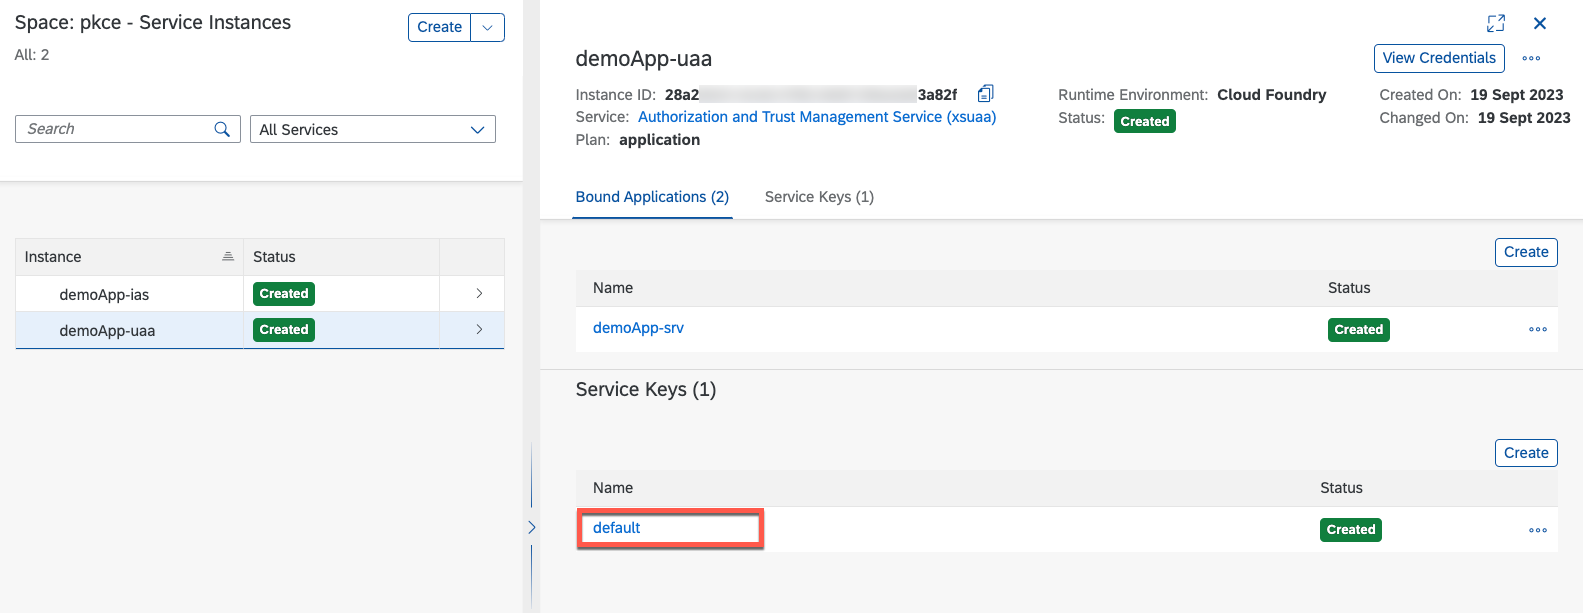 Space: pkce - Service Instances
Create
All: 2
Search
All Services
Instance Status
demoApp-ias Created
demoApp-uaa Created
demoApp-uaa
View Credentials
Instance ID: 28a2 3a82f
Service: Authorization and Trust Management Service (xsuaa)
Plan: application
Runtime Environment: Cloud Foundry
Status: Created
Created On: 19 Sept 2023
Changed On: 19 Sept 2023
Bound Applications (2) Service Keys (1)
Create
Name Status
demoApp-srv Created
Service Keys (1)
Create
Name Status
default Created